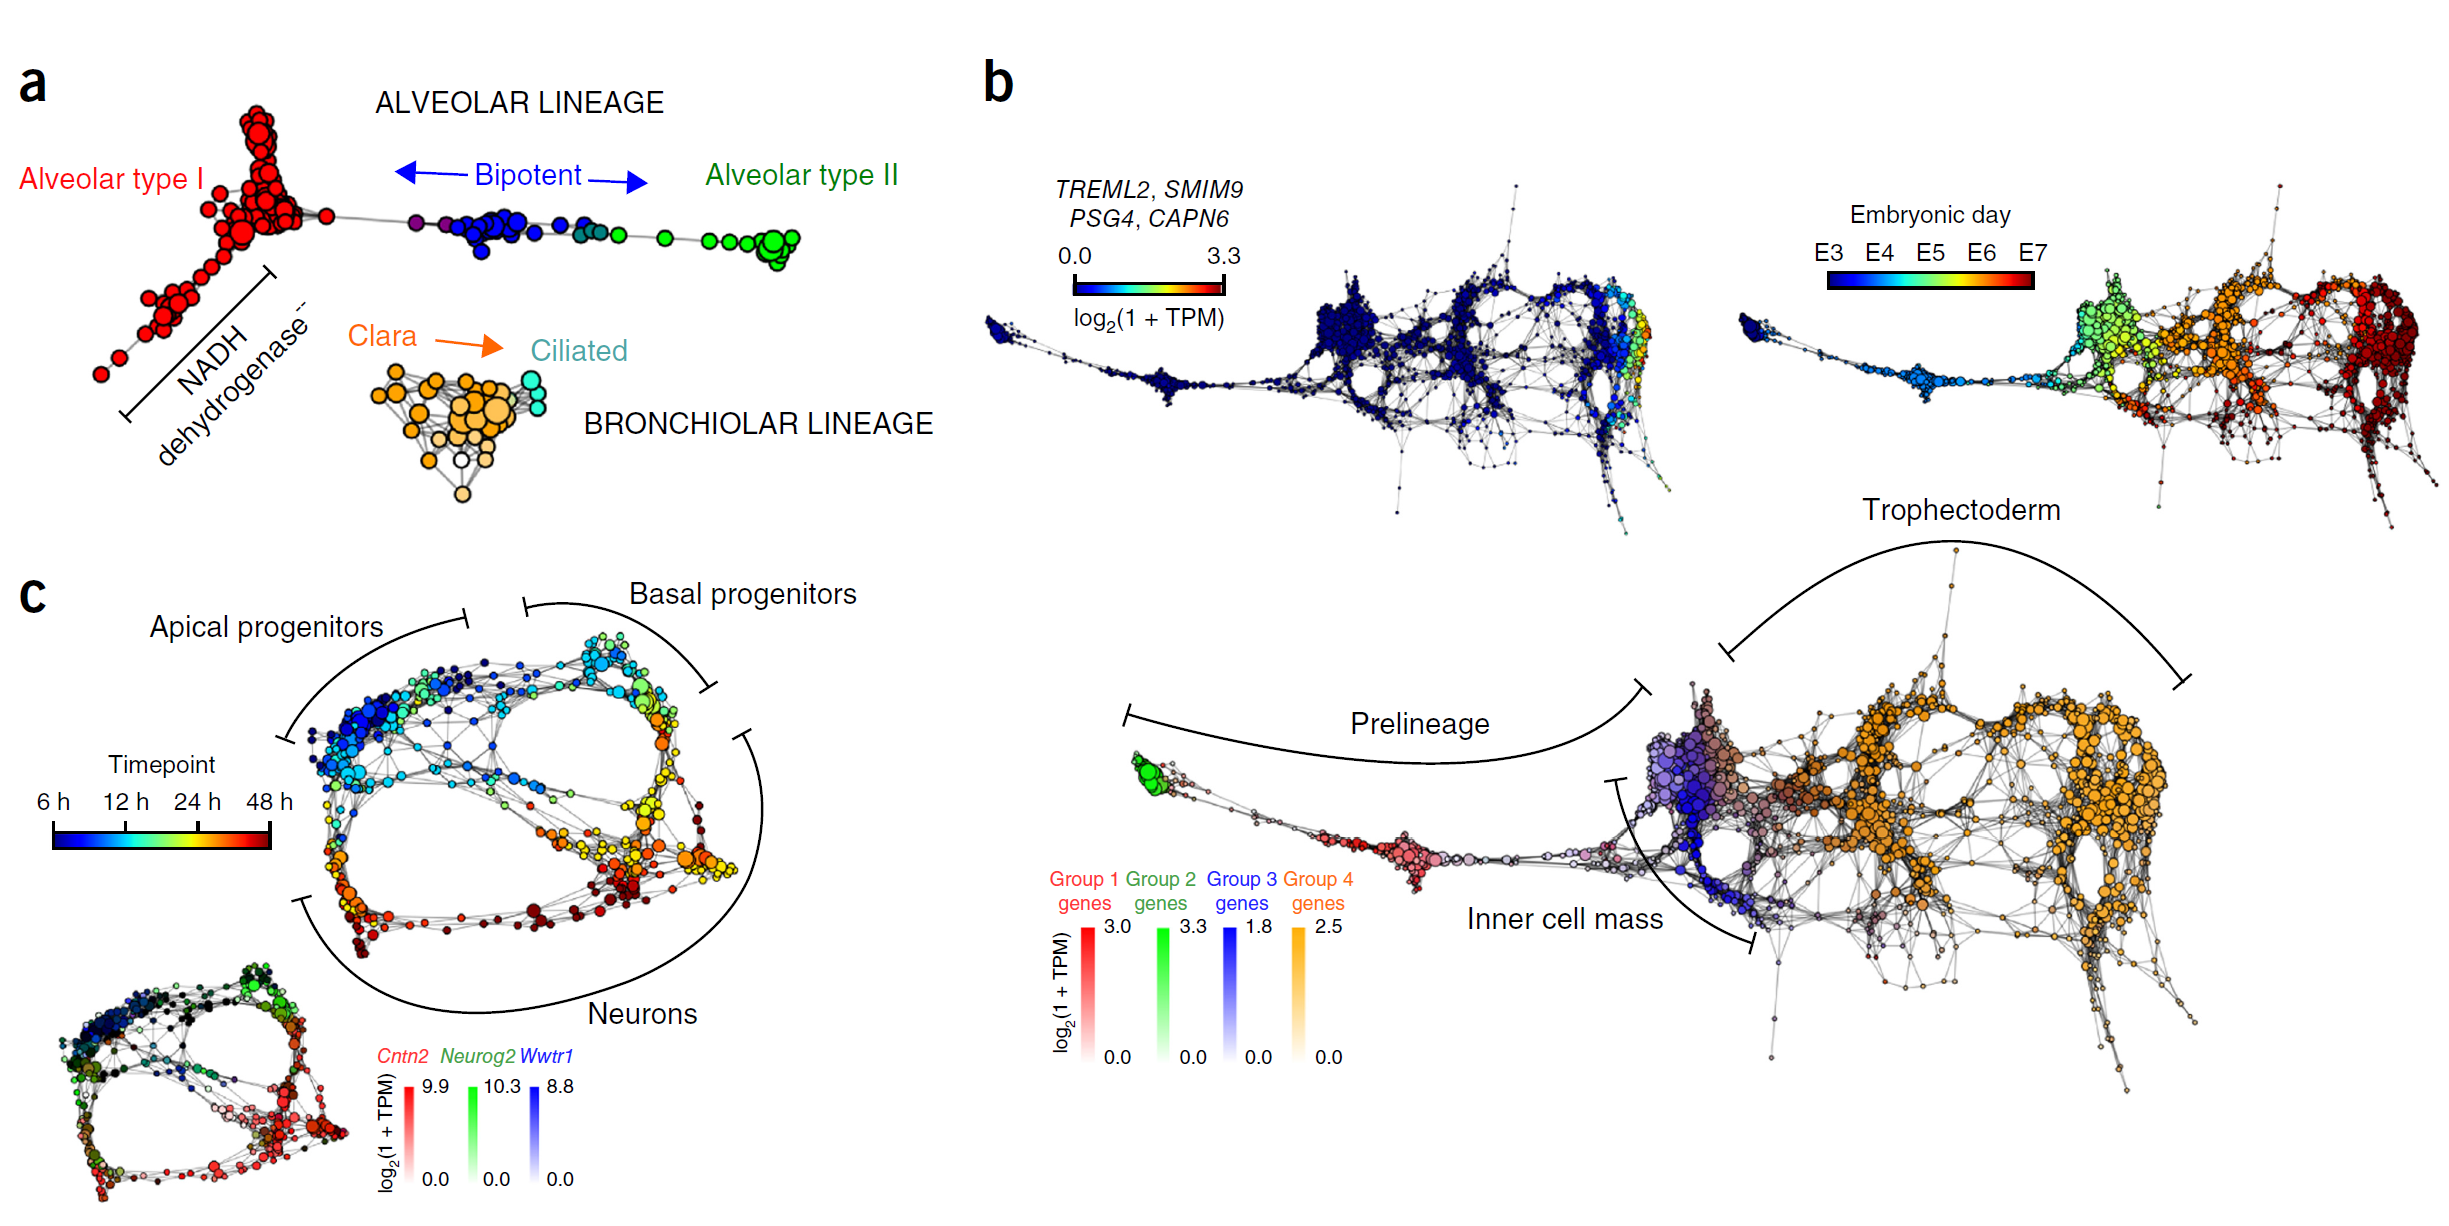 a
ALVEOLAR LINEAGE
Alveolar type I
Bipotent
Alveolar type II
NADH
dehydrogenase--
Clara
Ciliated
BRONCHIOLAR LINEAGE
b
TREML2, SMIM9
PSG4, CAPN6
0.0 3.3
log2(1 + TPM)
Embryonic day
E3 E4 E5 E6 E7
Trophectoderm
Prelineage
Inner cell mass
Group 1 Group 2 Group 3 Group 4
genes genes genes genes
3.0 3.3 1.8 2.5
log2(1 + TPM)
0.0 0.0 0.0 0.0
c
Apical progenitors
Basal progenitors
Timepoint
6 h 12 h 24 h 48 h
Neurons
Cntn2 Neurog2 Wwtr1
9.9 10.3 8.8
log2(1 + TPM)
0.0 0.0 0.0